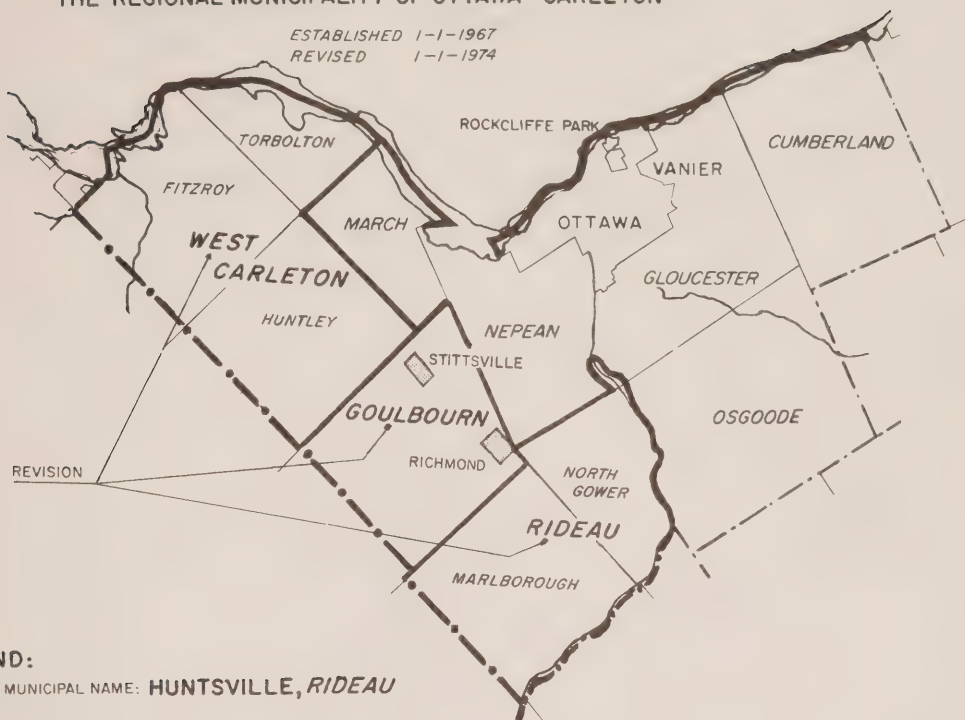 THE REGIONAL MUNICIPALITY OF OTTAWA-CARLETON
ESTABLISHED 1-1-1967
REVISED 1-1-1974
ROCKCLIFFE PARK
CUMBERLAND
TORBOLTON
VANIER
FITZROY
MARCH
OTTAWA
WEST
CARLETON
GLOUCESTER
HUNTLEY
NEPEAN
STITTSVILLE
GOULBOURN
OSGOODE
RICHMOND
REVISION
NORTH
GOWER
RIDEAU
MARLBOROUGH
ND:
MUNICIPAL NAME: HUNTSVILLE, RIDEAU